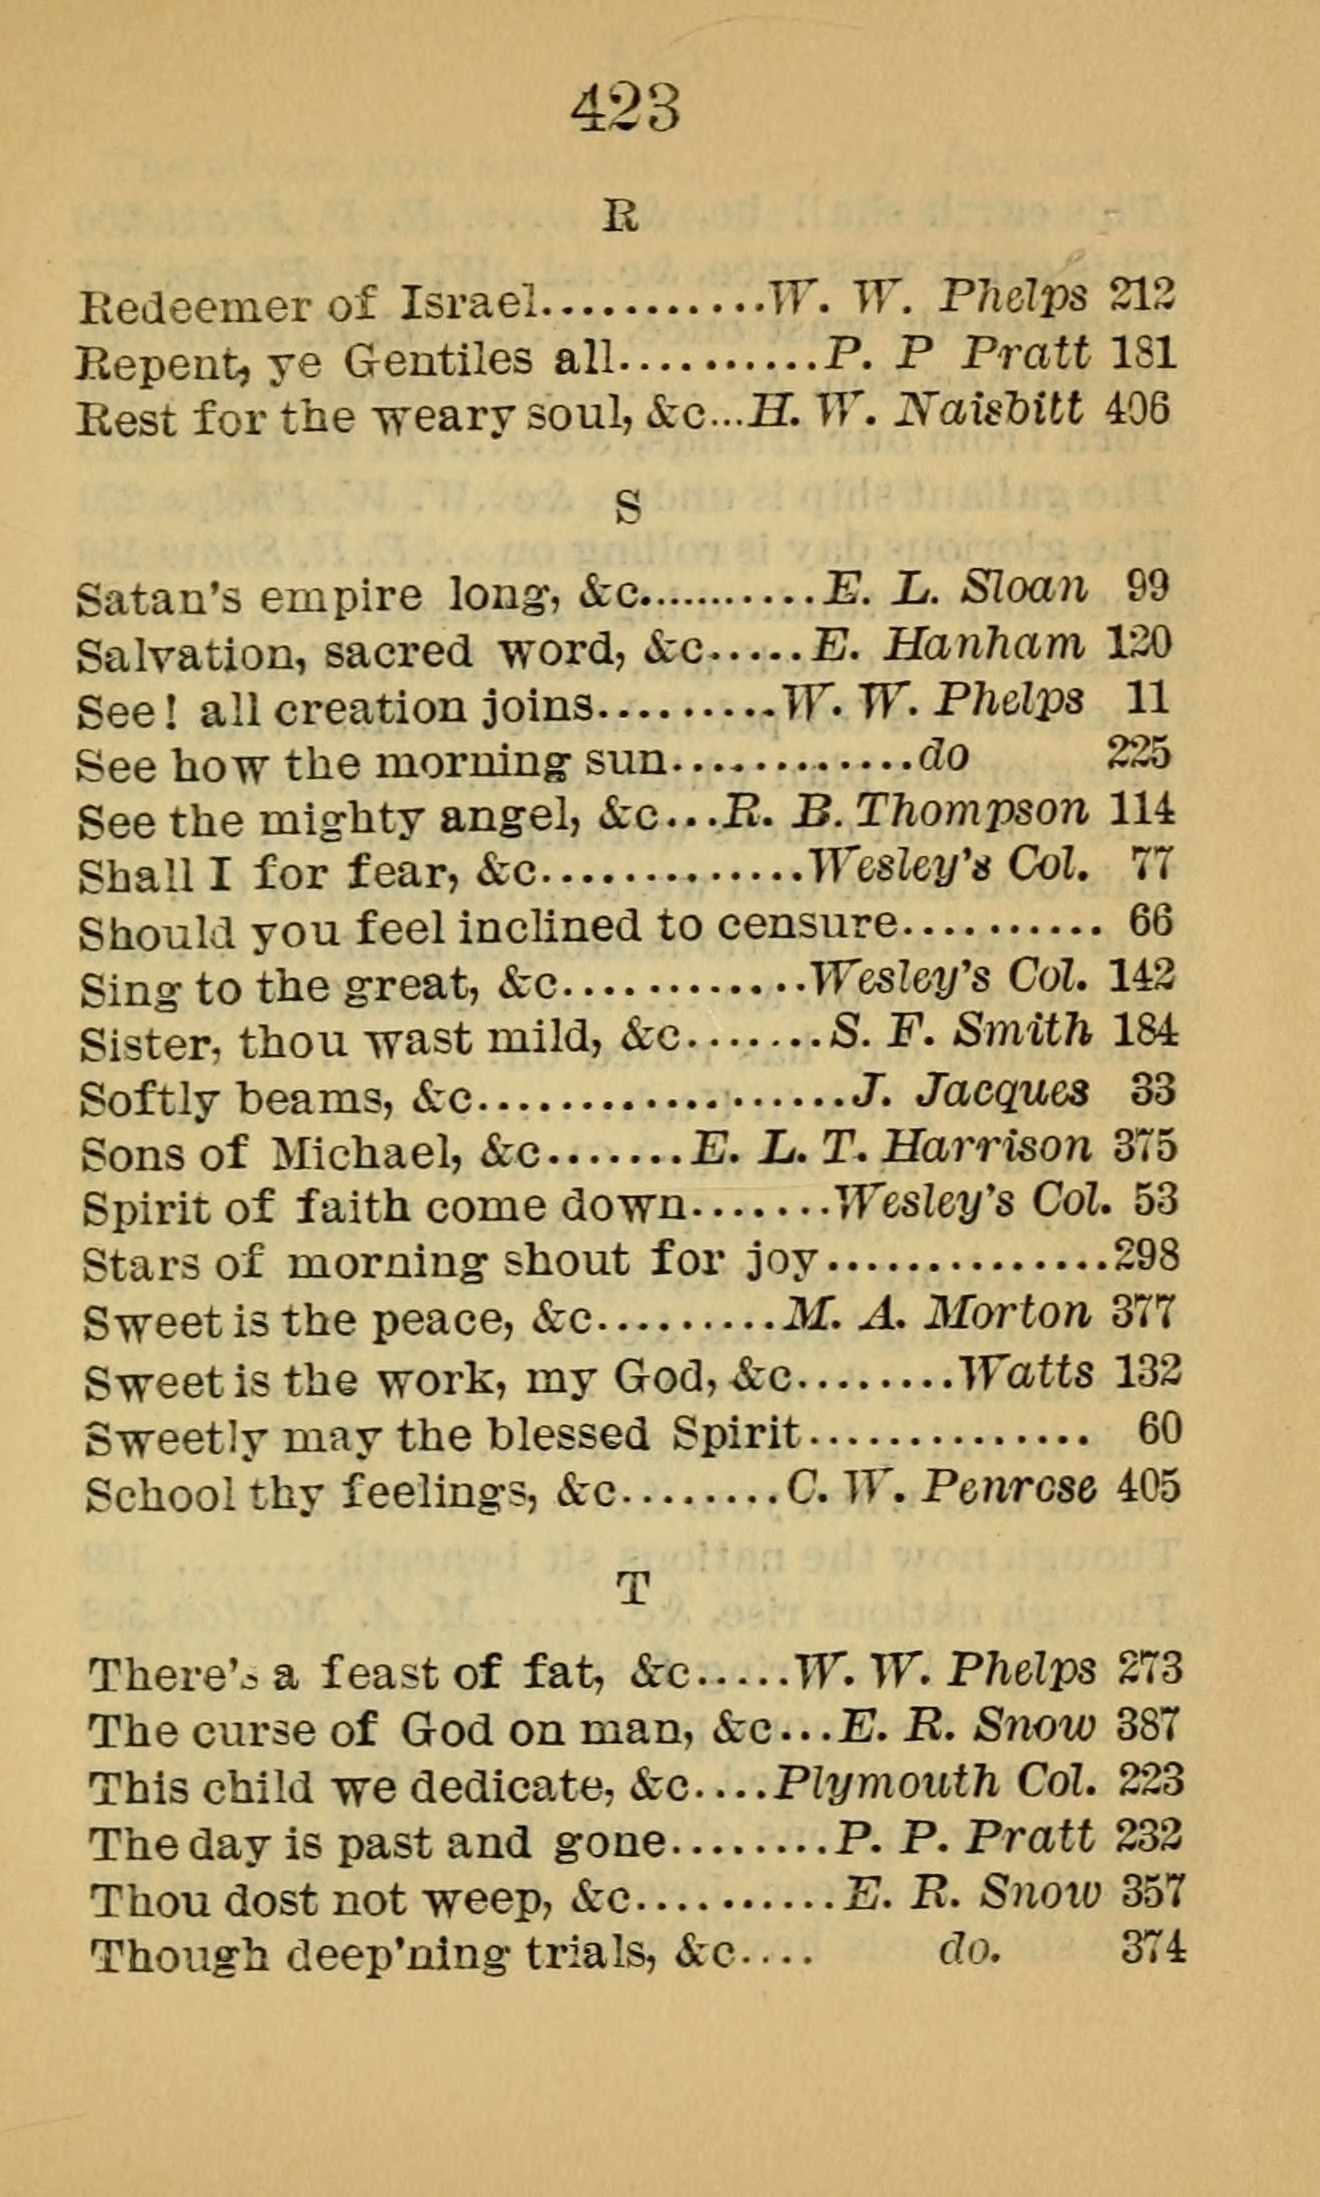 423
R
Redeemer of Israel............W. W. Phelps 212
Repent, ye Gentiles all...........P. P Pratt 181
Rest for the weary soul, &c...H. W. Naisbitt 406
S
Satan's empire long, &c...........E. L. Sloan 99
Salvation, sacred word, &c.....E. Hanham 120
See! all creation joins..........W. W. Phelps 11
See how the morning sun.............do 225
See the mighty angel, &c...R. B. Thompson 114
Shall I for fear, &c..............Wesley's Col. 77
Should you feel inclined to censure.......... 66
Sing to the great, &c.............Wesley's Col. 142
Sister, thou wast mild, &c.......S. F. Smith 184
Softly beams, &c....................J. Jacques 33
Sons of Michael, &c.......E. L. T. Harrison 375
Spirit of faith come down.......Wesley's Col. 53
Stars of morning shout for joy...............298
Sweet is the peace, &c..........M. A. Morton 377
Sweet is the work, my God, &c........Watts 132
Sweetly may the blessed Spirit............... 60
School thy feelings, &c.........C. W. Penrose 405
T
There's a feast of fat, &c.....W. W. Phelps 273
The curse of God on man, &c...E. R. Snow 387
This child we dedicate, &c....Plymouth Col. 223
The day is past and gone.........P. P. Pratt 232
Thou dost not weep, &c...........E. R. Snow 357
Though deep'ning trials, &c.... do. 374